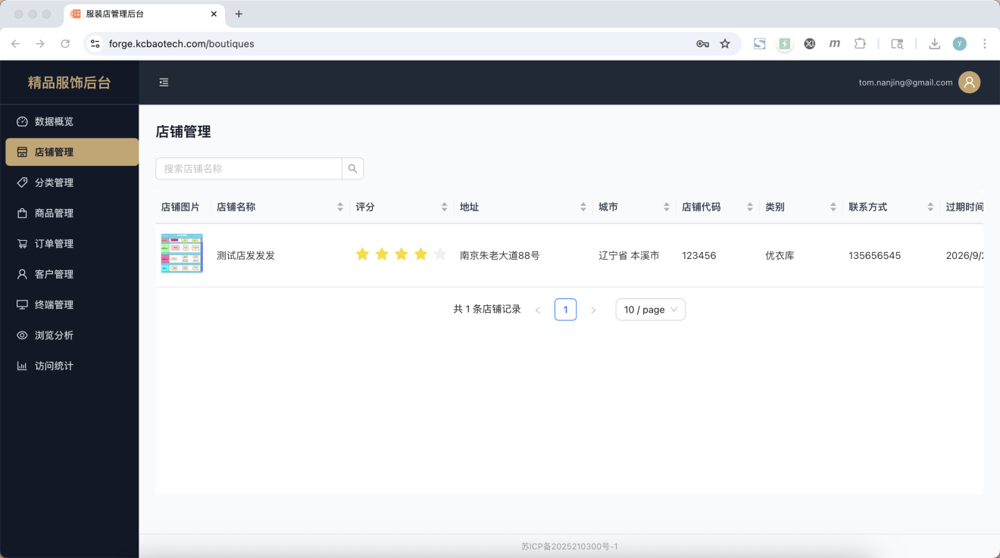 服装店管理后台
forge.kcbaotech.com/boutiques
精品服饰后台
tom.nanjing@gmail.com
数据概览
店铺管理
分类管理
商品管理
订单管理
客户管理
终端管理
浏览分析
访问统计
店铺管理
搜索店铺名称
店铺图片 店铺名称 评分 地址 城市 店铺代码 类别 联系方式 过期时间
测试店发发发 南京朱老大道88号 辽宁省 本溪市 123456 优衣库 135656545 2026/9/
共 1 条店铺记录 1 10 / page
苏ICP备2025210300号-1